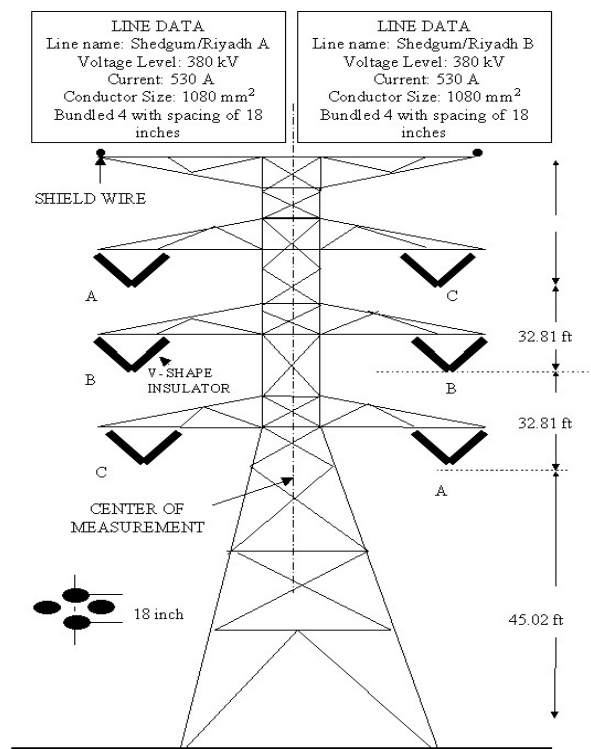 LINE DATA
Line name: Shedgum/Riyadh A
Voltage Level: 380 kV
Current: 530 A
Conductor Size: 1080 mm²
Bundled 4 with spacing of 18
inches
LINE DATA
Line name: Shedgum/Riyadh B
Voltage Level: 380 kV
Current: 530 A
Conductor Size: 1080 mm²
Bundled 4 with spacing of 18
inches
SHIELD WIRE
A
C
32.81 ft
B
V-SHAPE
INSULATOR
B
32.81 ft
C
A
CENTER OF
MEASUREMENT
18 inch
45.02 ft